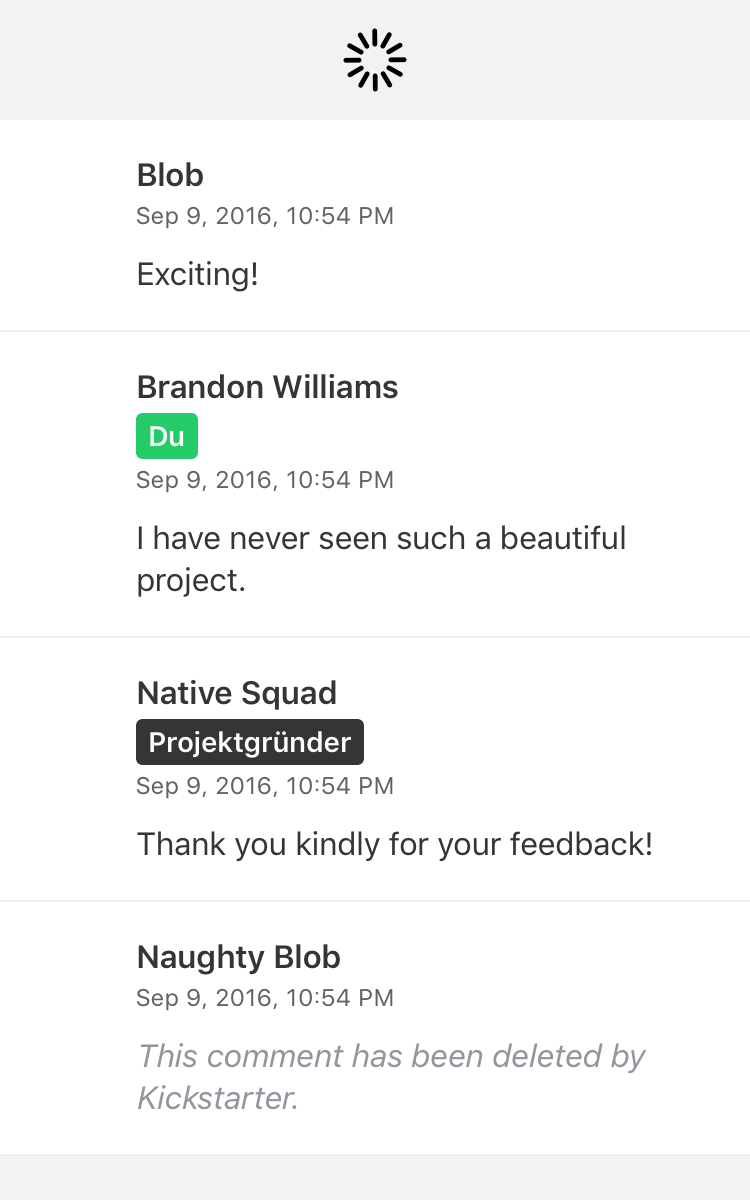 Blob
Sep 9, 2016, 10:54 PM
Exciting!
Brandon Williams
Du
Sep 9, 2016, 10:54 PM
I have never seen such a beautiful
project.
Native Squad
Projektgründer
Sep 9, 2016, 10:54 PM
Thank you kindly for your feedback!
Naughty Blob
Sep 9, 2016, 10:54 PM
This comment has been deleted by
Kickstarter.